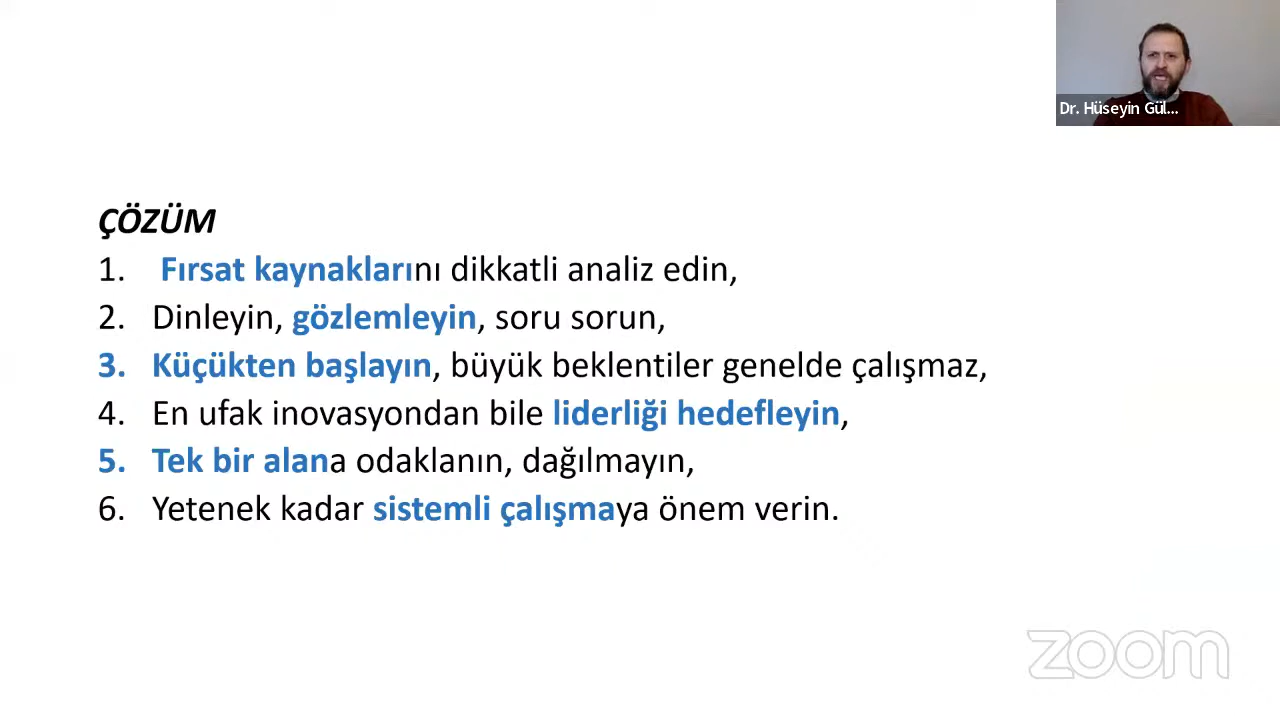 Dr. Hüseyin Gül...
ÇÖZÜM
1. Fırsat kaynaklarını dikkatli analiz edin,
2. Dinleyin, gözlemleyin, soru sorun,
3. Küçükten başlayın, büyük beklentiler genelde çalışmaz,
4. En ufak inovasyondan bile liderliği hedefleyin,
5. Tek bir alana odaklanın, dağılmayın,
6. Yetenek kadar sistemli çalışmaya önem verin.
zoom